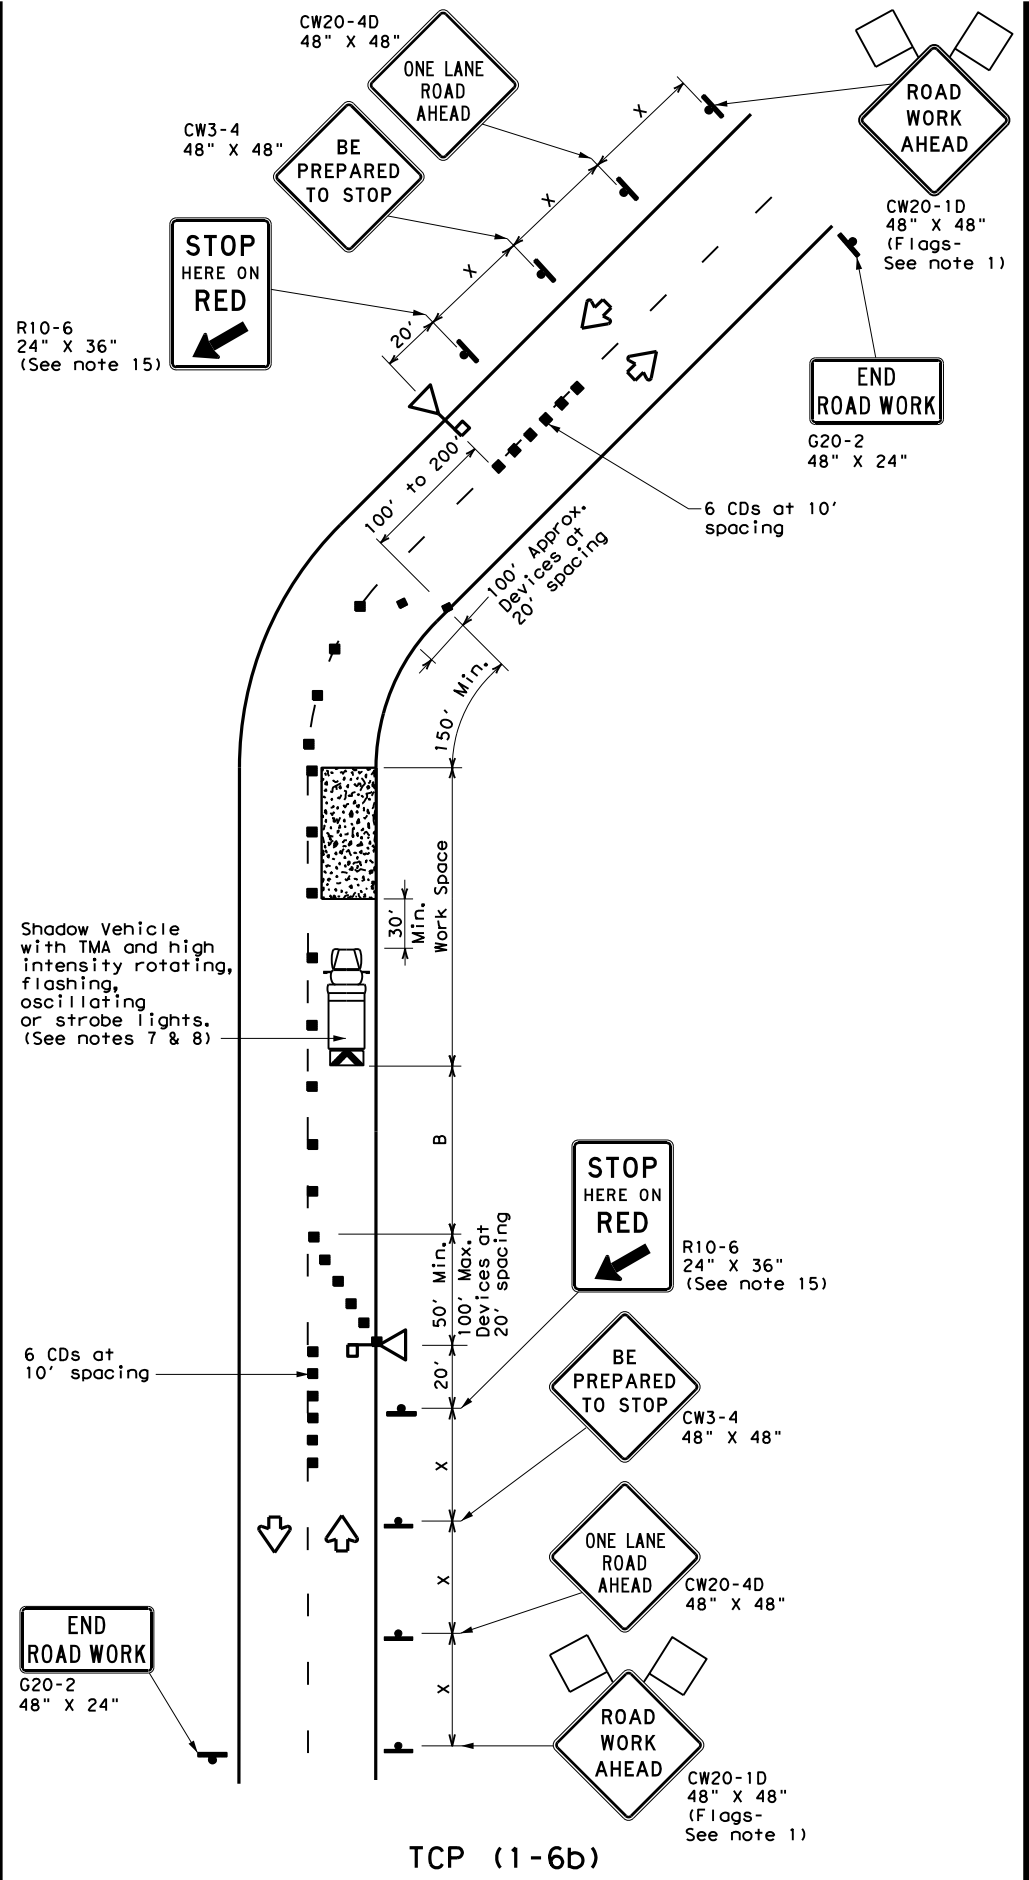 CW20-4D
48" X 48"
ONE LANE
ROAD
AHEAD
ROAD
WORK
AHEAD
CW20-1D
48" X 48"
(Flags-
See note 1)
CW3-4
48" X 48"
BE
PREPARED
TO STOP
X
X
X
20'
STOP
HERE ON
RED
R10-6
24" X 36"
(See note 15)
END
ROAD WORK
G20-2
48" X 24"
100' to 200'
6 CDs at 10'
spacing
100' Approx.
Devices at
20' spacing
150' Min.
Work Space
30'
Min.
Shadow Vehicle
with TMA and high
intensity rotating,
flashing,
oscillating
or strobe lights.
(See notes 7 & 8)
B
50' Min.
100' Max.
Devices at
20' spacing
STOP
HERE ON
RED
R10-6
24" X 36"
(See note 15)
6 CDs at
10' spacing
20'
BE
PREPARED
TO STOP
CW3-4
48" X 48"
X
X
X
ONE LANE
ROAD
AHEAD
CW20-4D
48" X 48"
END
ROAD WORK
G20-2
48" X 24"
ROAD
WORK
AHEAD
CW20-1D
48" X 48"
(Flags-
See note 1)
TCP (1-6b)